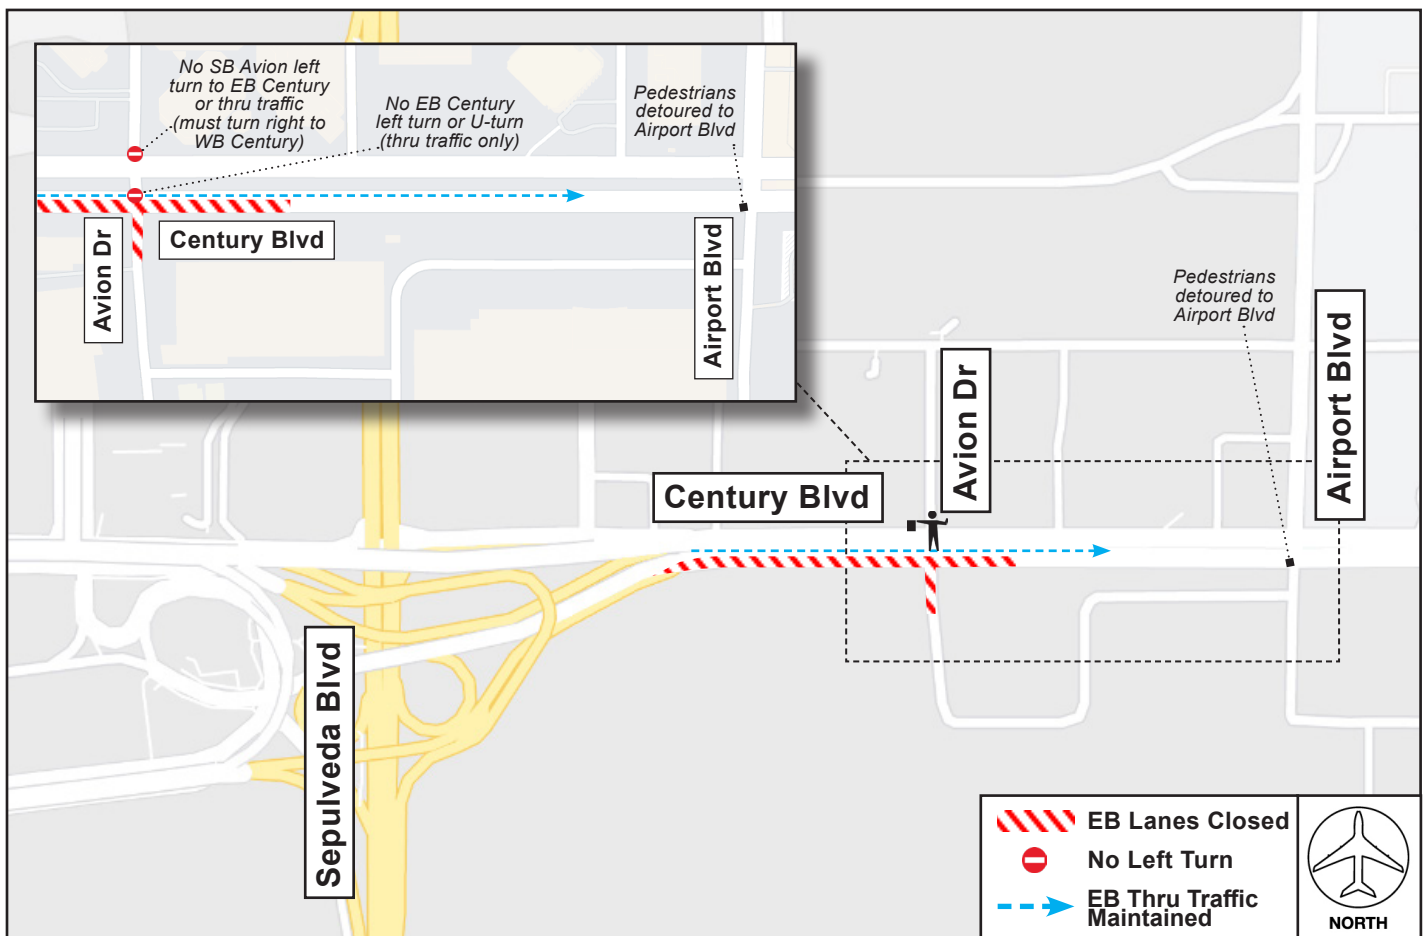 No SB Avion left
turn to EB Century
or thru traffic
(must turn right to
WB Century)
No EB Century
left turn or U-turn
(thru traffic only)
Pedestrians
detoured to
Airport Blvd
Avion Dr
Century Blvd
Airport Blvd
Pedestrians
detoured to
Airport Blvd
Airport Blvd
Avion Dr
Century Blvd
Sepulveda Blvd
EB Lanes Closed
No Left Turn
EB Thru Traffic
Maintained
NORTH